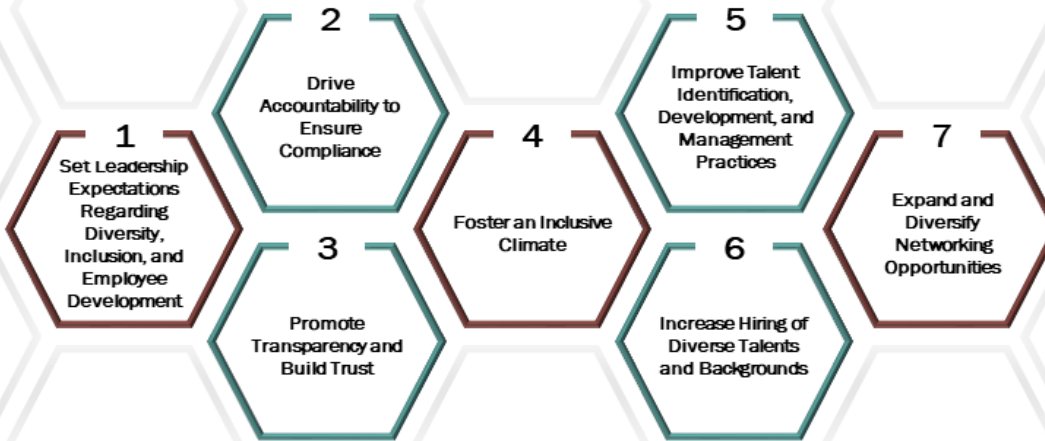 1
Set Leadership
Expectations
Regarding
Diversity,
Inclusion, and
Employee
Development
2
Drive
Accountability to
Ensure
Compliance
3
Promote
Transparency and
Build Trust
4
Foster an Inclusive
Climate
5
Improve Talent
Identification,
Development, and
Management
Practices
6
Increase Hiring of
Diverse Talents
and Backgrounds
7
Expand and
Diversify
Networking
Opportunities